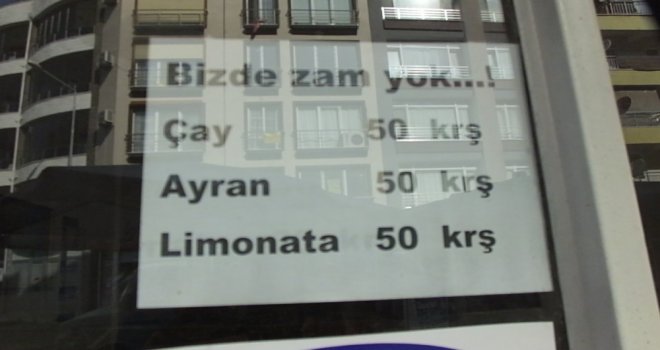 Bizde zam yok....!
Çay 50 krş
Ayran 50 krş
Limonata 50 krş